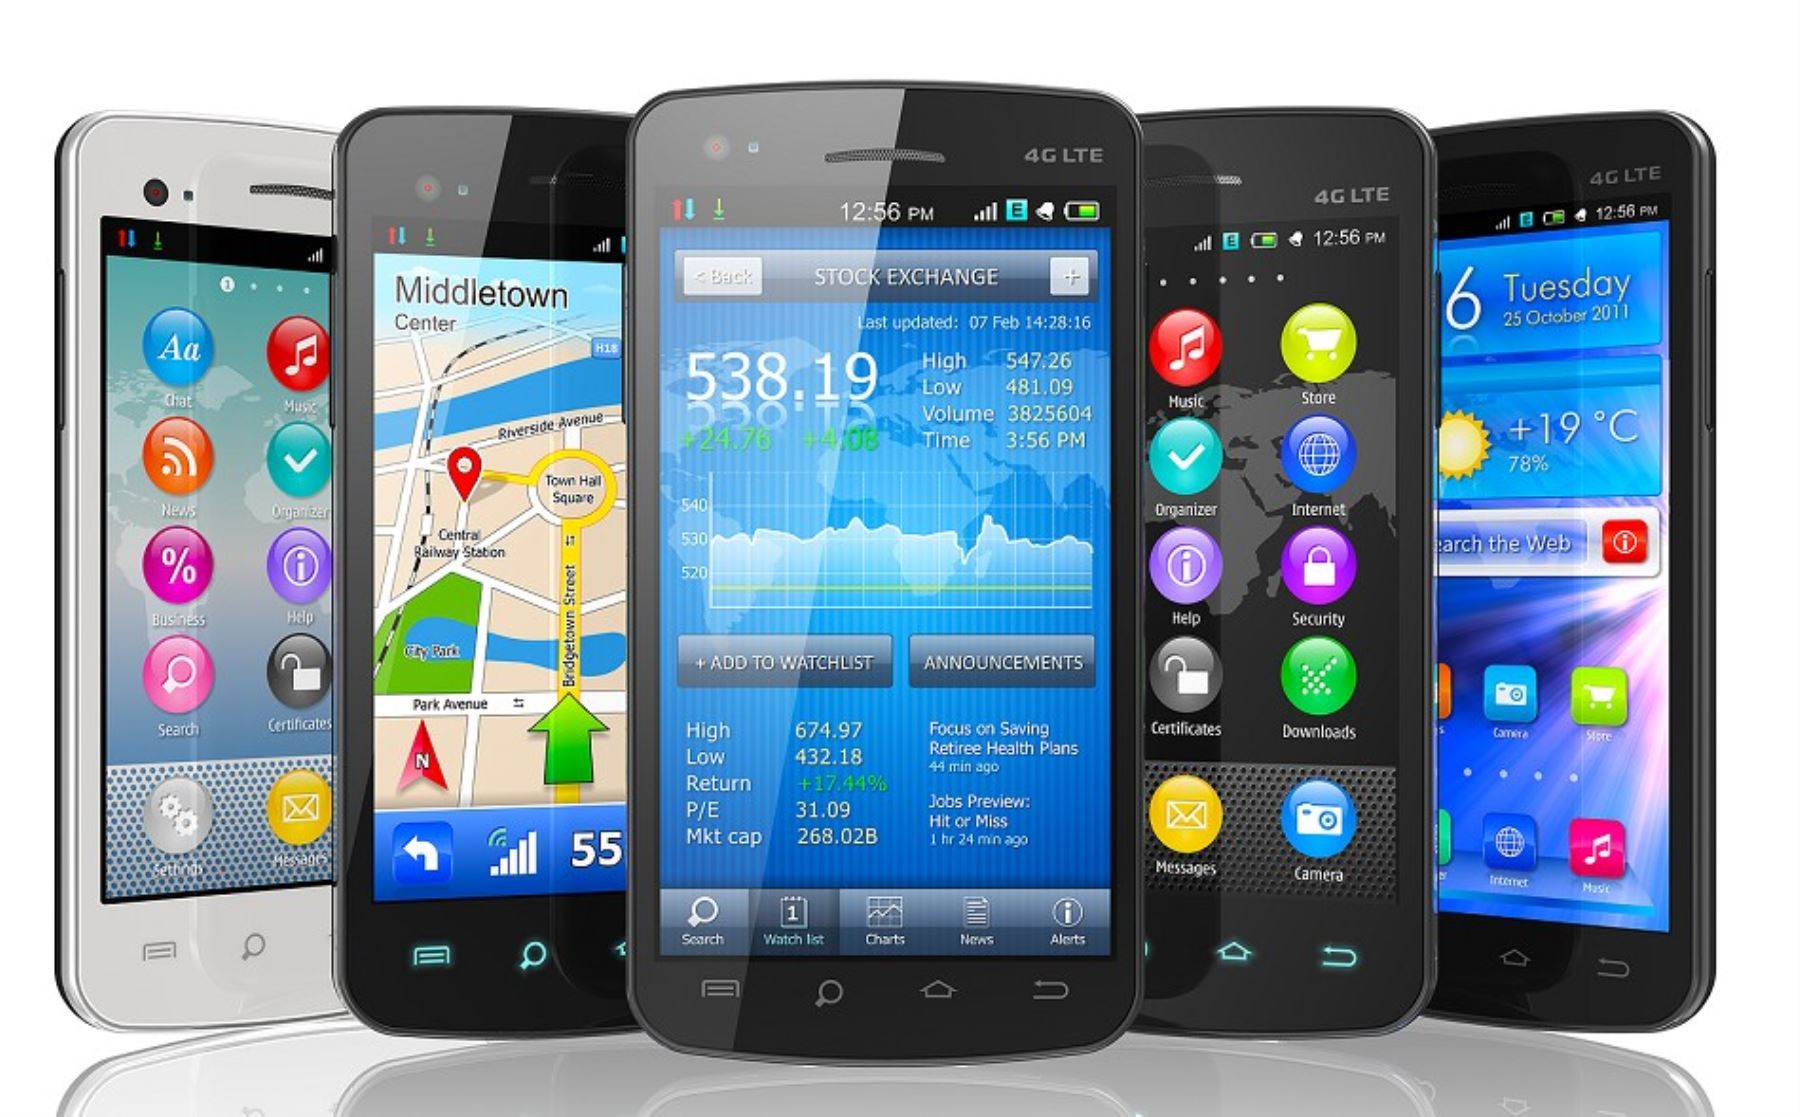 1
Aa
Chat
Music
News
Organizer
%
Business
Help
Search
Certificates
Settings
Messages
Middletown
Center
H18
Riverside Avenue
Town Hall
Square
Central
Railway Station
Bridgetown Street
City Park
Park Avenue
N
55
4G LTE
12:56 PM
E
< Back
STOCK EXCHANGE
+
Last updated: 07 Feb 14:28:16
538.19
+24.76 +4.08
High 547.26
Low 481.09
Volume 3825604
Time 3:56 PM
540
530
520
+ ADD TO WATCHLIST
ANNOUNCEMENTS
High 674.97
Low 432.18
Return +17.44%
P/E 31.09
Mkt cap 268.02B
Focus on Saving
Retiree Health Plans
44 min ago
Jobs Preview:
Hit or Miss
1 hr 24 min ago
Search
1
Watch list
Charts
News
Alerts
4G LTE
E
12:56 PM
Music
Store
Organizer
Internet
Help
Security
Certificates
Downloads
Messages
Camera
4G LTE
E
12:56 PM
6
Tuesday
25 October 2011
+19 °C
78%
earch the Web
s
Camera
Store
er
Internet
Music